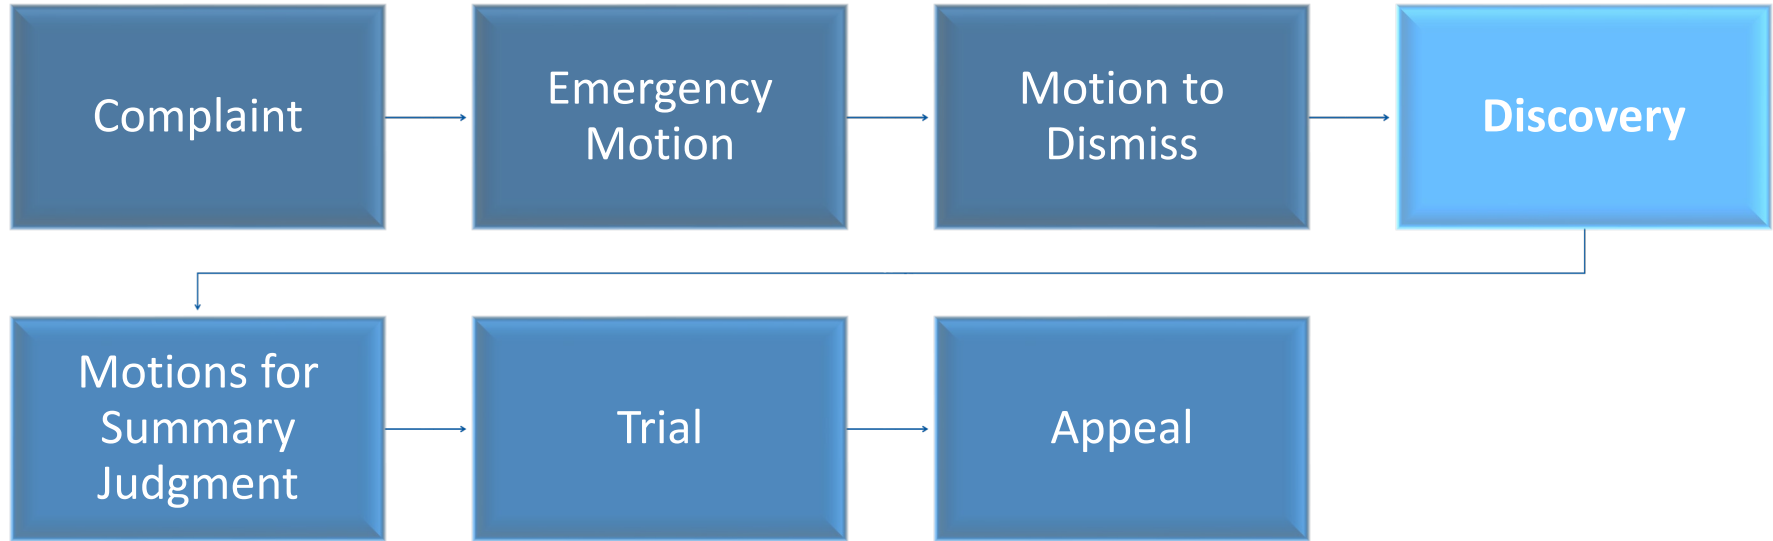 Complaint
Emergency
Motion
Motion to
Dismiss
Discovery
Motions for
Summary
Judgment
Trial
Appeal